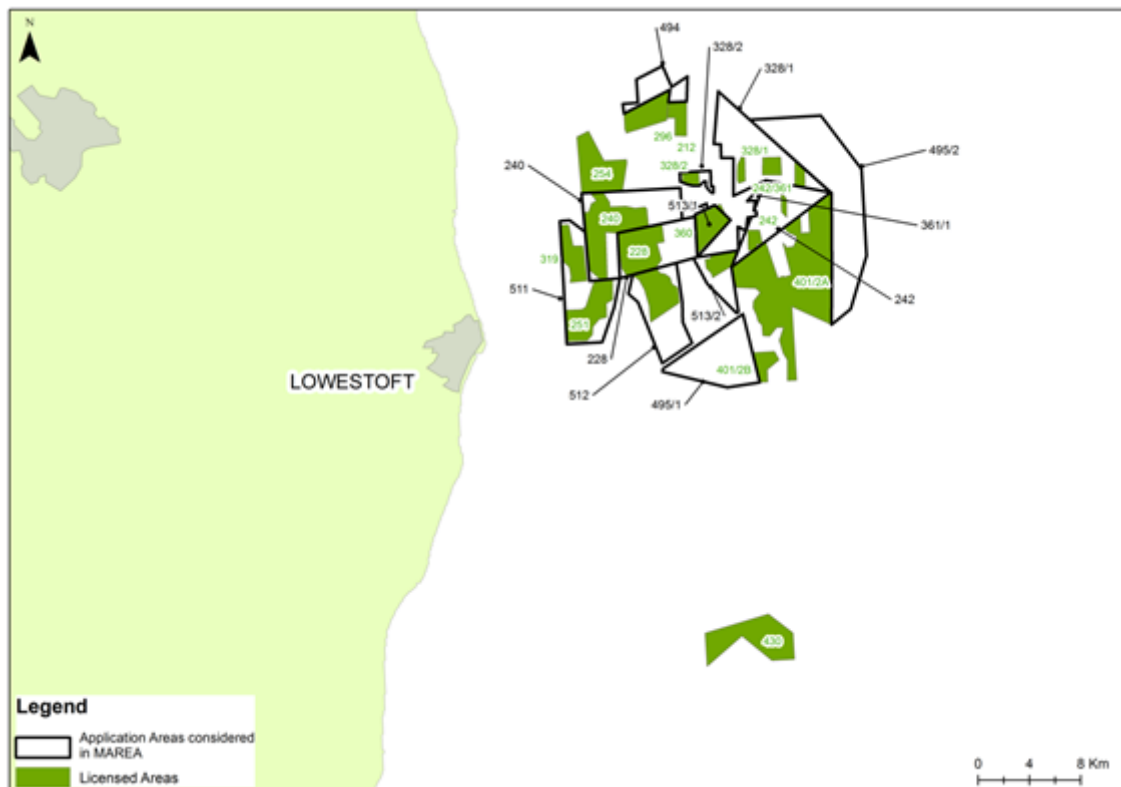 N
494
328/2
328/1
495/2
296
212
328/1
328/2
240
254
242/361
513/1
240
242
361/1
360
319
228
511
401/2A
242
251
513/2
228
512
401/2B
495/1
LOWESTOFT
430
Legend
Application Areas considered
in MAREA
Licensed Areas
0 4 8 Km